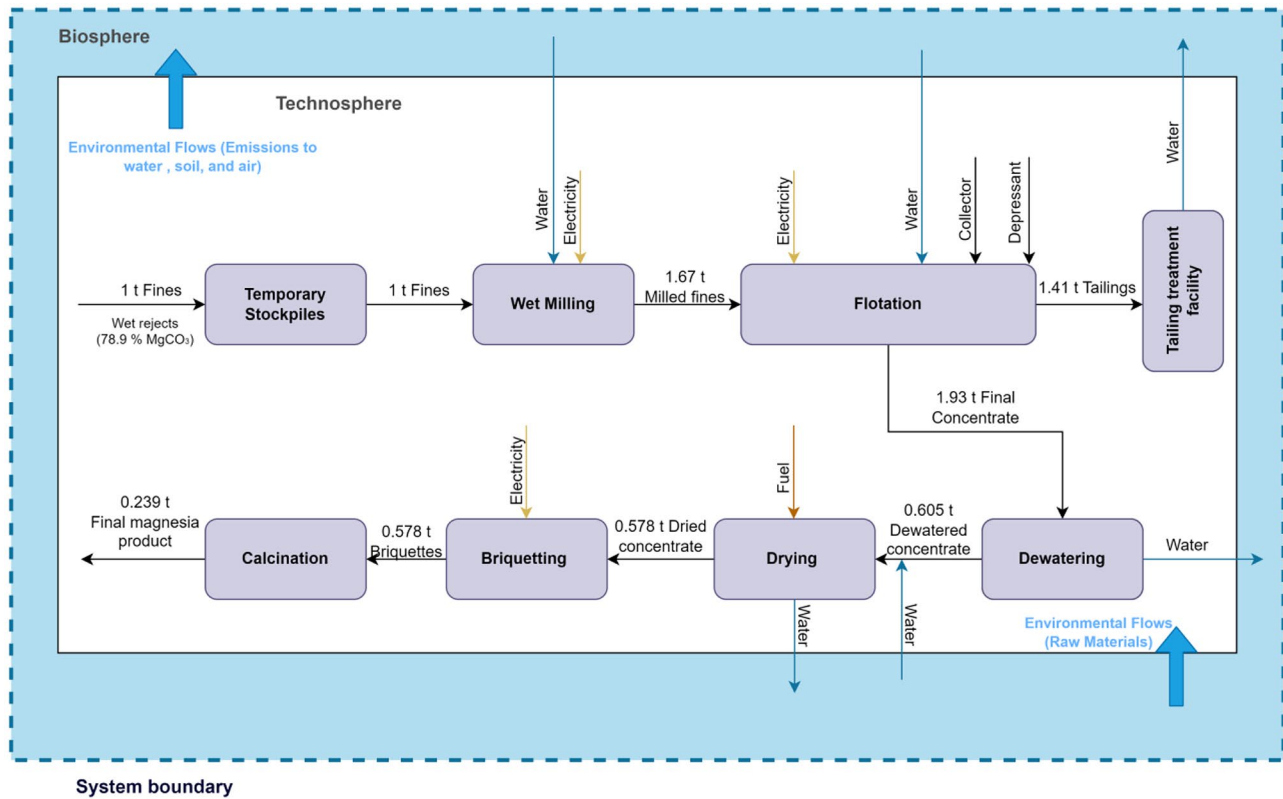 Biosphere
Technosphere
Environmental Flows (Emissions to
water , soil, and air)
Water
Electricity
Electricity
Water
Collector
Depressant
Water
1 t Fines
Wet rejects
(78.9 % MgCO₃)
Temporary
Stockpiles
1 t Fines
Wet Milling
1.67 t
Milled fines
Flotation
1.41 t Tailings
Tailing treatment
facility
1.93 t Final
Concentrate
0.239 t
Final magnesia
product
Calcination
0.578 t
Briquettes
Electricity
Briquetting
0.578 t Dried
concentrate
Fuel
Drying
Water
0.605 t
Dewatered
concentrate
Water
Dewatering
Water
Environmental Flows
(Raw Materials)
System boundary